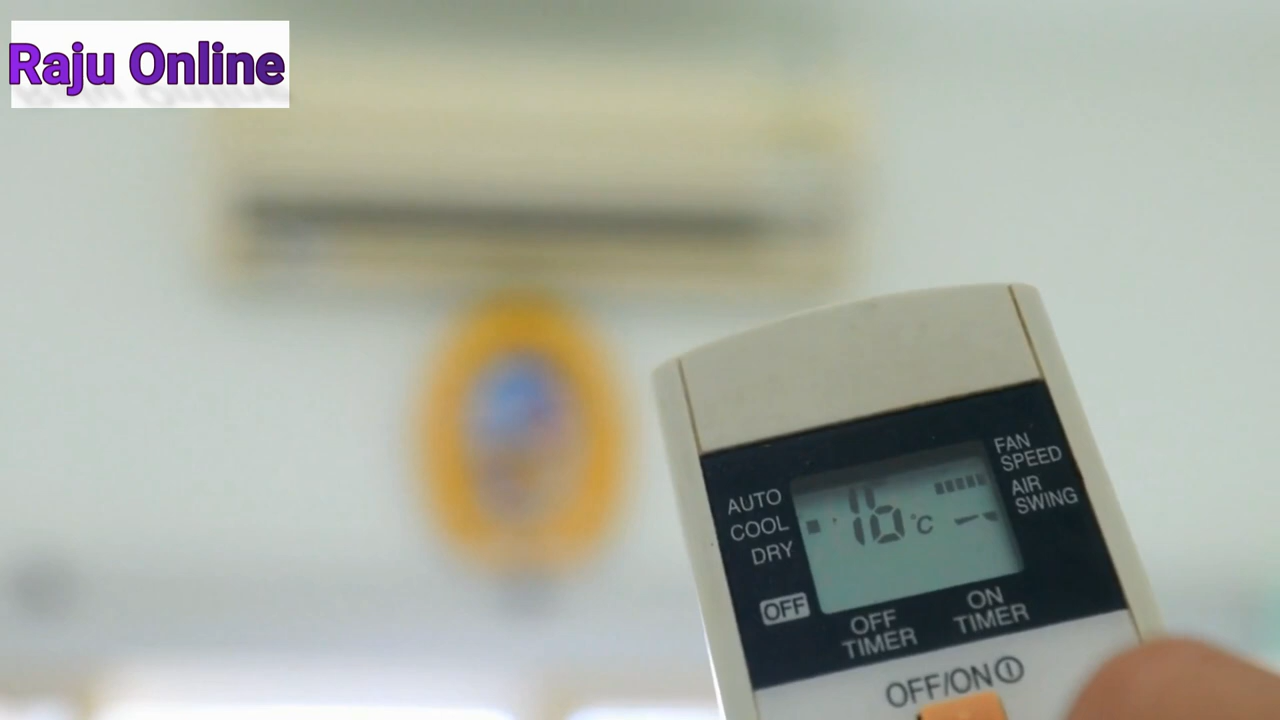 Raju Online
FAN
SPEED
AIR
SWING
AUTO
COOL
DRY
16°C
OFF
OFF
TIMER
ON
TIMER
OFF/ON